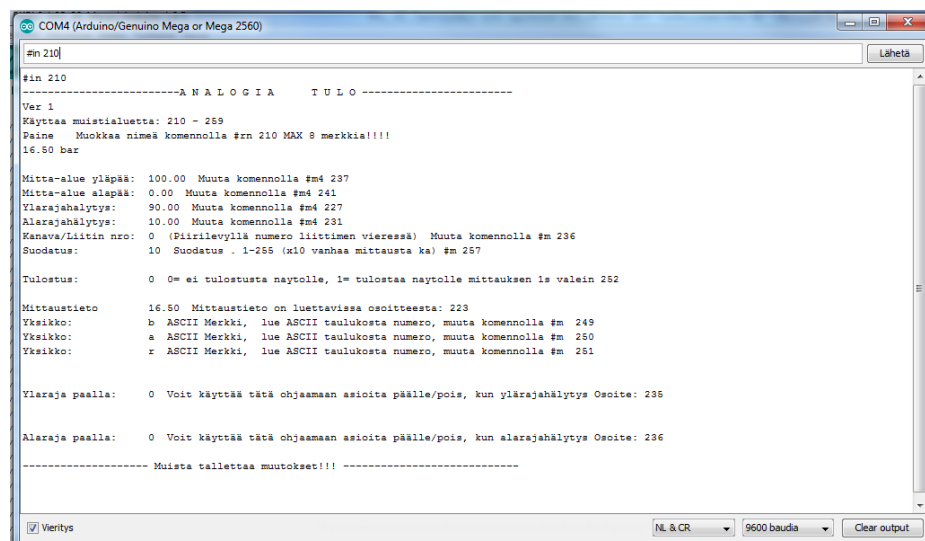 COM4 (Arduino/Genuino Mega or Mega 2560)
#in 210
Lähetä
#in 210
-------------------------A N A L O G I A      T U L O ------------------------
Ver 1
Käyttaa muistialuetta: 210 - 259
Paine   Muokkaa nimeä komennolla #rn 210 MAX 8 merkkia!!!!
16.50 bar
Mitta-alue yläpää:  100.00  Muuta komennolla #m4 237
Mitta-alue alapää:  0.00  Muuta komennolla #m4 241
Ylarajahalytys:     90.00  Muuta komennolla #m4 227
Alarajahälytys:     10.00  Muuta komennolla #m4 231
Kanava/Liitin nro:  0  (Piirilevyllä numero liittimen vieressä)  Muuta komennolla #m 236
Suodatus:           10  Suodatus . 1-255 (x10 vanhaa mittausta ka) #m 257
Tulostus:           0  0= ei tulostusta naytolle, 1= tulostaa naytolle mittauksen 1s valein 252
Mittaustieto        16.50  Mittaustieto on luettavissa osoitteesta: 223
Yksikko:            b  ASCII Merkki,  lue ASCII taulukosta numero, muuta komennolla #m  249
Yksikko:            a  ASCII Merkki,  lue ASCII taulukosta numero, muuta komennolla #m  250
Yksikko:            r  ASCII Merkki,  lue ASCII taulukosta numero, muuta komennolla #m  251
Ylaraja paalla:     0  Voit käyttää tätä ohjaamaan asioita päälle/pois, kun ylärajahälytys Osoite: 235
Alaraja paalla:     0  Voit käyttää tätä ohjaamaan asioita päälle/pois, kun alarajahälytys Osoite: 236
-------------------- Muista tallettaa muutokset!!! ----------------------------
Vieritys
NL & CR
9600 baudia
Clear output